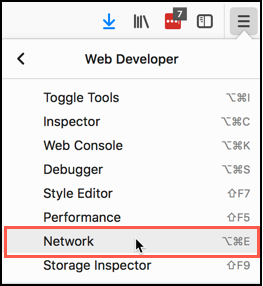 7
Web Developer
Toggle Tools ⌥⌘I
Inspector ⌥⌘C
Web Console ⌥⌘K
Debugger ⌥⌘S
Style Editor ⇧F7
Performance ⇧F5
Network ⌥⌘E
Storage Inspector ⇧F9